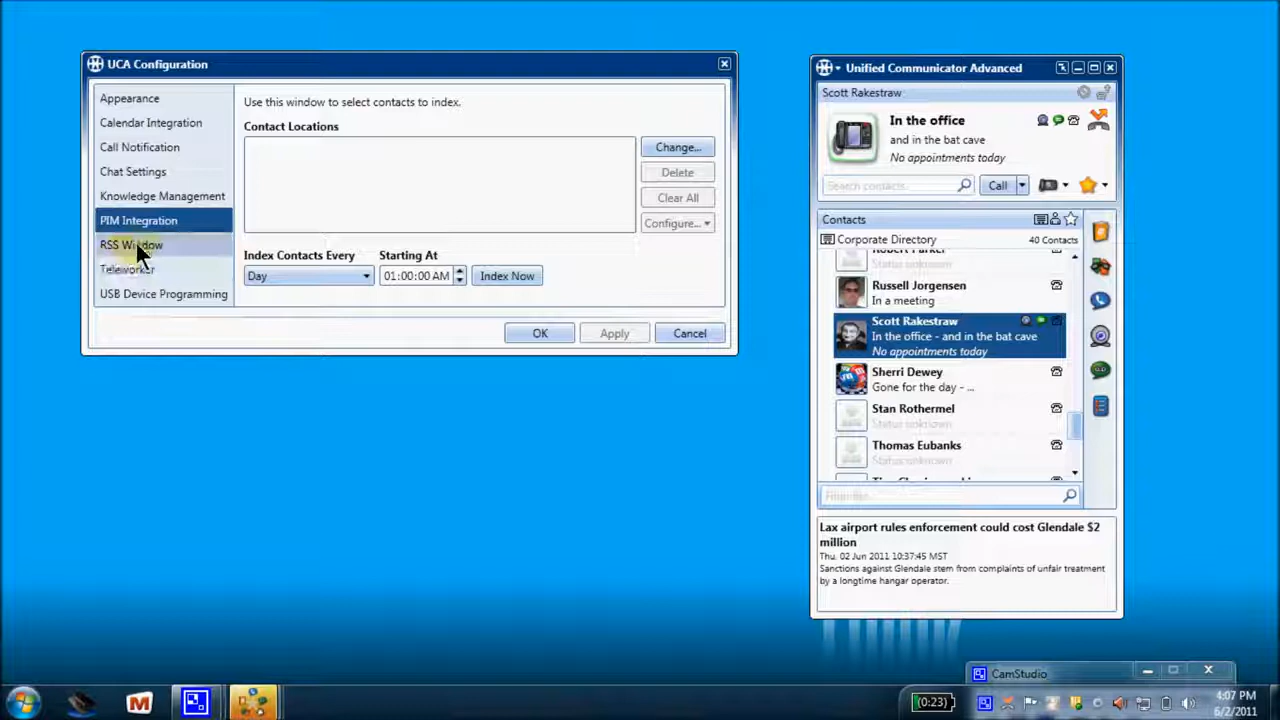 UCA Configuration
Appearance
Calendar Integration
Call Notification
Chat Settings
Knowledge Management
PIM Integration
RSS Window
Teleworker
USB Device Programming
Use this window to select contacts to index.
Contact Locations
Change...
Delete
Clear All
Configure...
Index Contacts Every
Starting At
Day
01:00:00 AM
Index Now
OK
Apply
Cancel
Unified Communicator Advanced
Scott Rakestraw
In the office
and in the bat cave
No appointments today
Search contacts
Call
Contacts
Corporate Directory
40 Contacts
Robert Parker
Status unknown
Russell Jorgensen
In a meeting
Scott Rakestraw
In the office - and in the bat cave
No appointments today
Sherri Dewey
Gone for the day - ...
Stan Rothermel
Status unknown
Thomas Eubanks
Status unknown
Lax airport rules enforcement could cost Glendale $2
million
Thu, 02 Jun 2011 10:37:45 MST
Sanctions against Glendale stem from complaints of unfair treatment
by a longtime hangar operator.
CamStudio
M
(0:23)
4:07 PM
6/2/2011